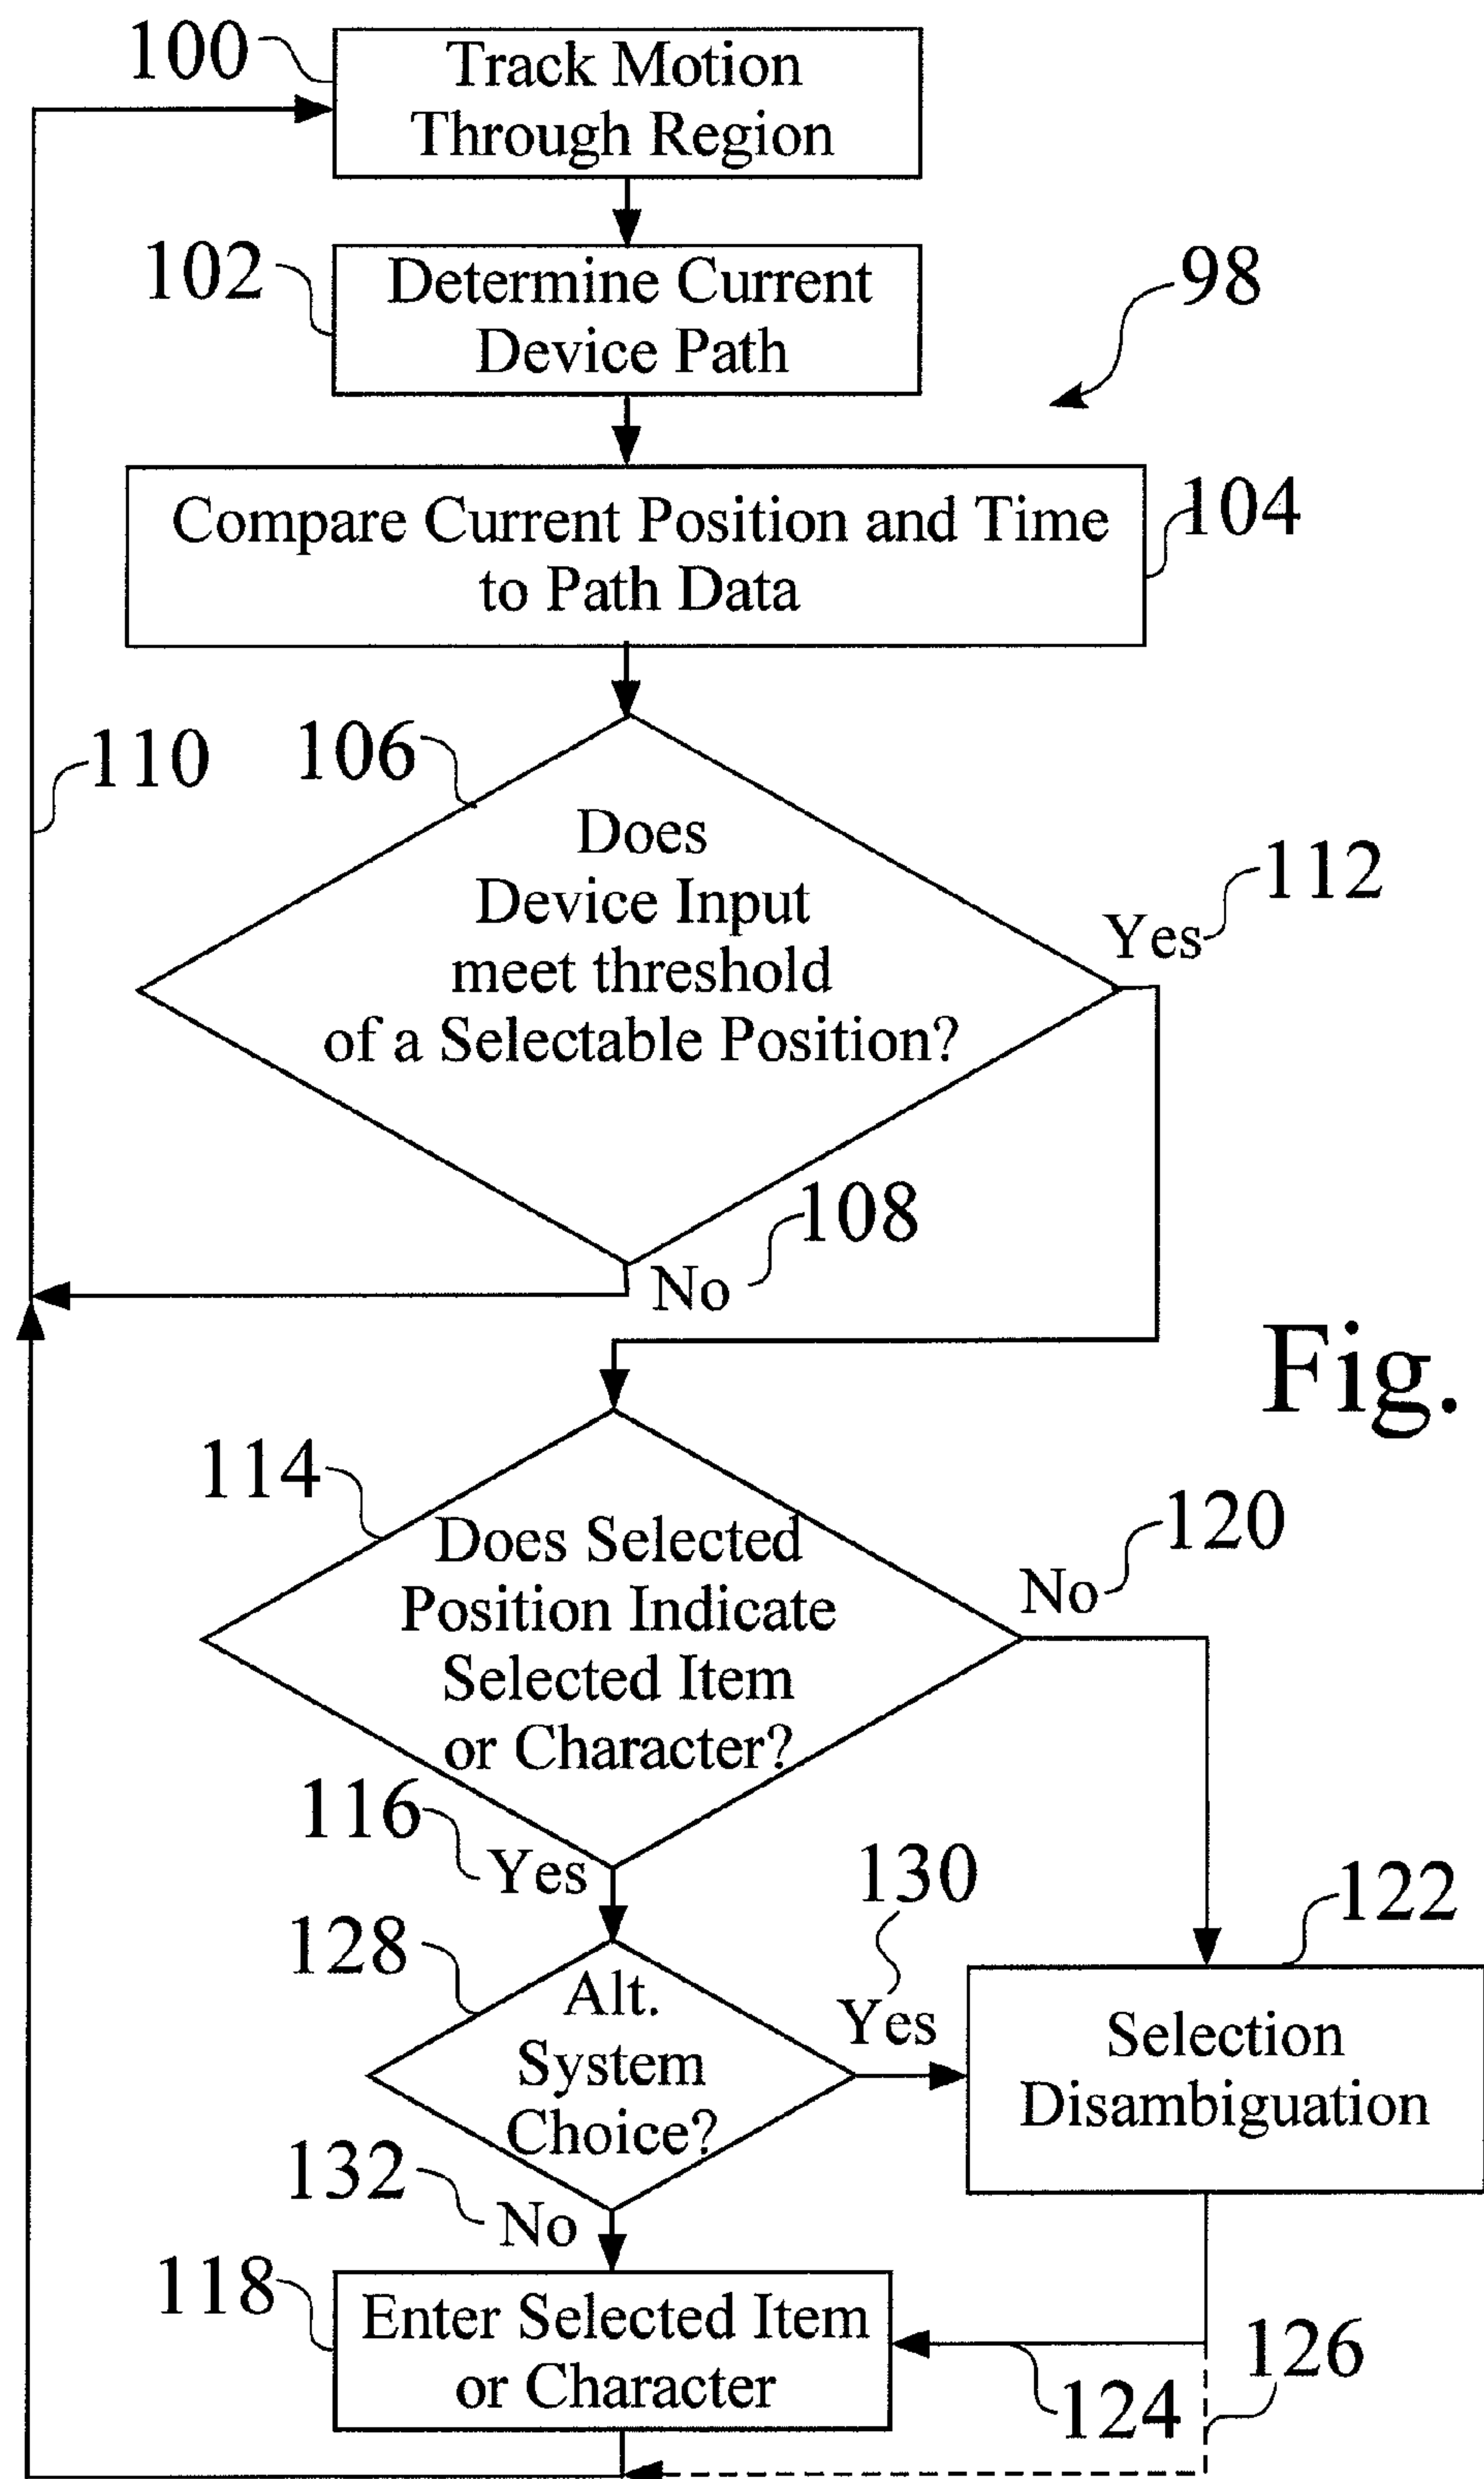 100
Track Motion
Through Region
102
Determine Current
Device Path
98
Compare Current Position and Time
to Path Data
104
110
106
Does
Device Input
meet threshold
of a Selectable Position?
Yes
112
108
No
Fig.
114
Does Selected
Position Indicate
Selected Item
or Character?
No
120
116
Yes
130
128
Alt.
System
Choice?
Yes
122
Selection
Disambiguation
132
No
118
Enter Selected Item
or Character
124
126